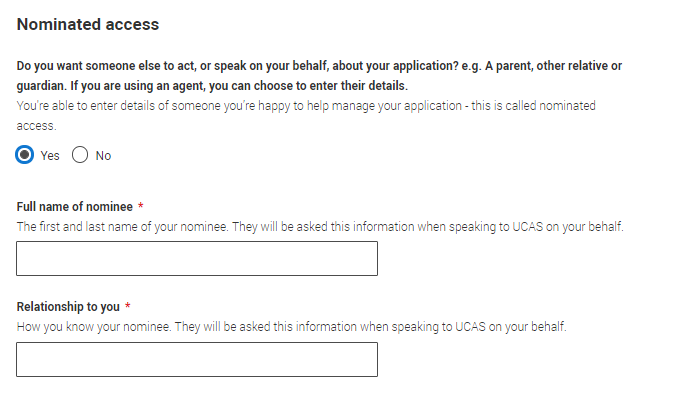 Nominated access
Do you want someone else to act, or speak on your behalf, about your application? e.g. A parent, other relative or
guardian. If you are using an agent, you can choose to enter their details.
You're able to enter details of someone you're happy to help manage your application - this is called nominated
access.
Yes No
Full name of nominee *
The first and last name of your nominee. They will be asked this information when speaking to UCAS on your behalf.
Relationship to you *
How you know your nominee. They will be asked this information when speaking to UCAS on your behalf.